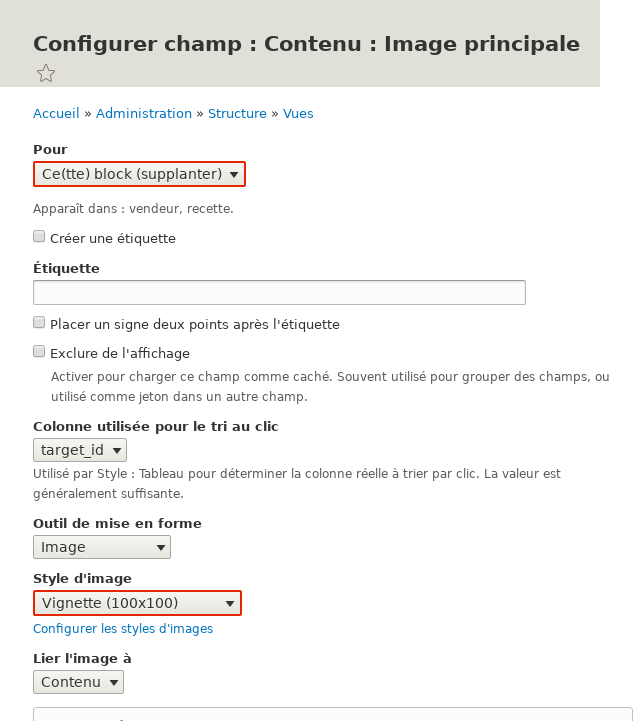 Configurer champ : Contenu : Image principale
Accueil » Administration » Structure » Vues
Pour
Ce(tte) block (supplanter)
Apparaît dans : vendeur, recette.
Créer une étiquette
Étiquette
Placer un signe deux points après l'étiquette
Exclure de l'affichage
Activer pour charger ce champ comme caché. Souvent utilisé pour grouper des champs, ou
utilisé comme jeton dans un autre champ.
Colonne utilisée pour le tri au clic
target_id
Utilisé par Style : Tableau pour déterminer la colonne réelle à trier par clic. La valeur est
généralement suffisante.
Outil de mise en forme
Image
Style d'image
Vignette (100x100)
Configurer les styles d'images
Lier l'image à
Contenu